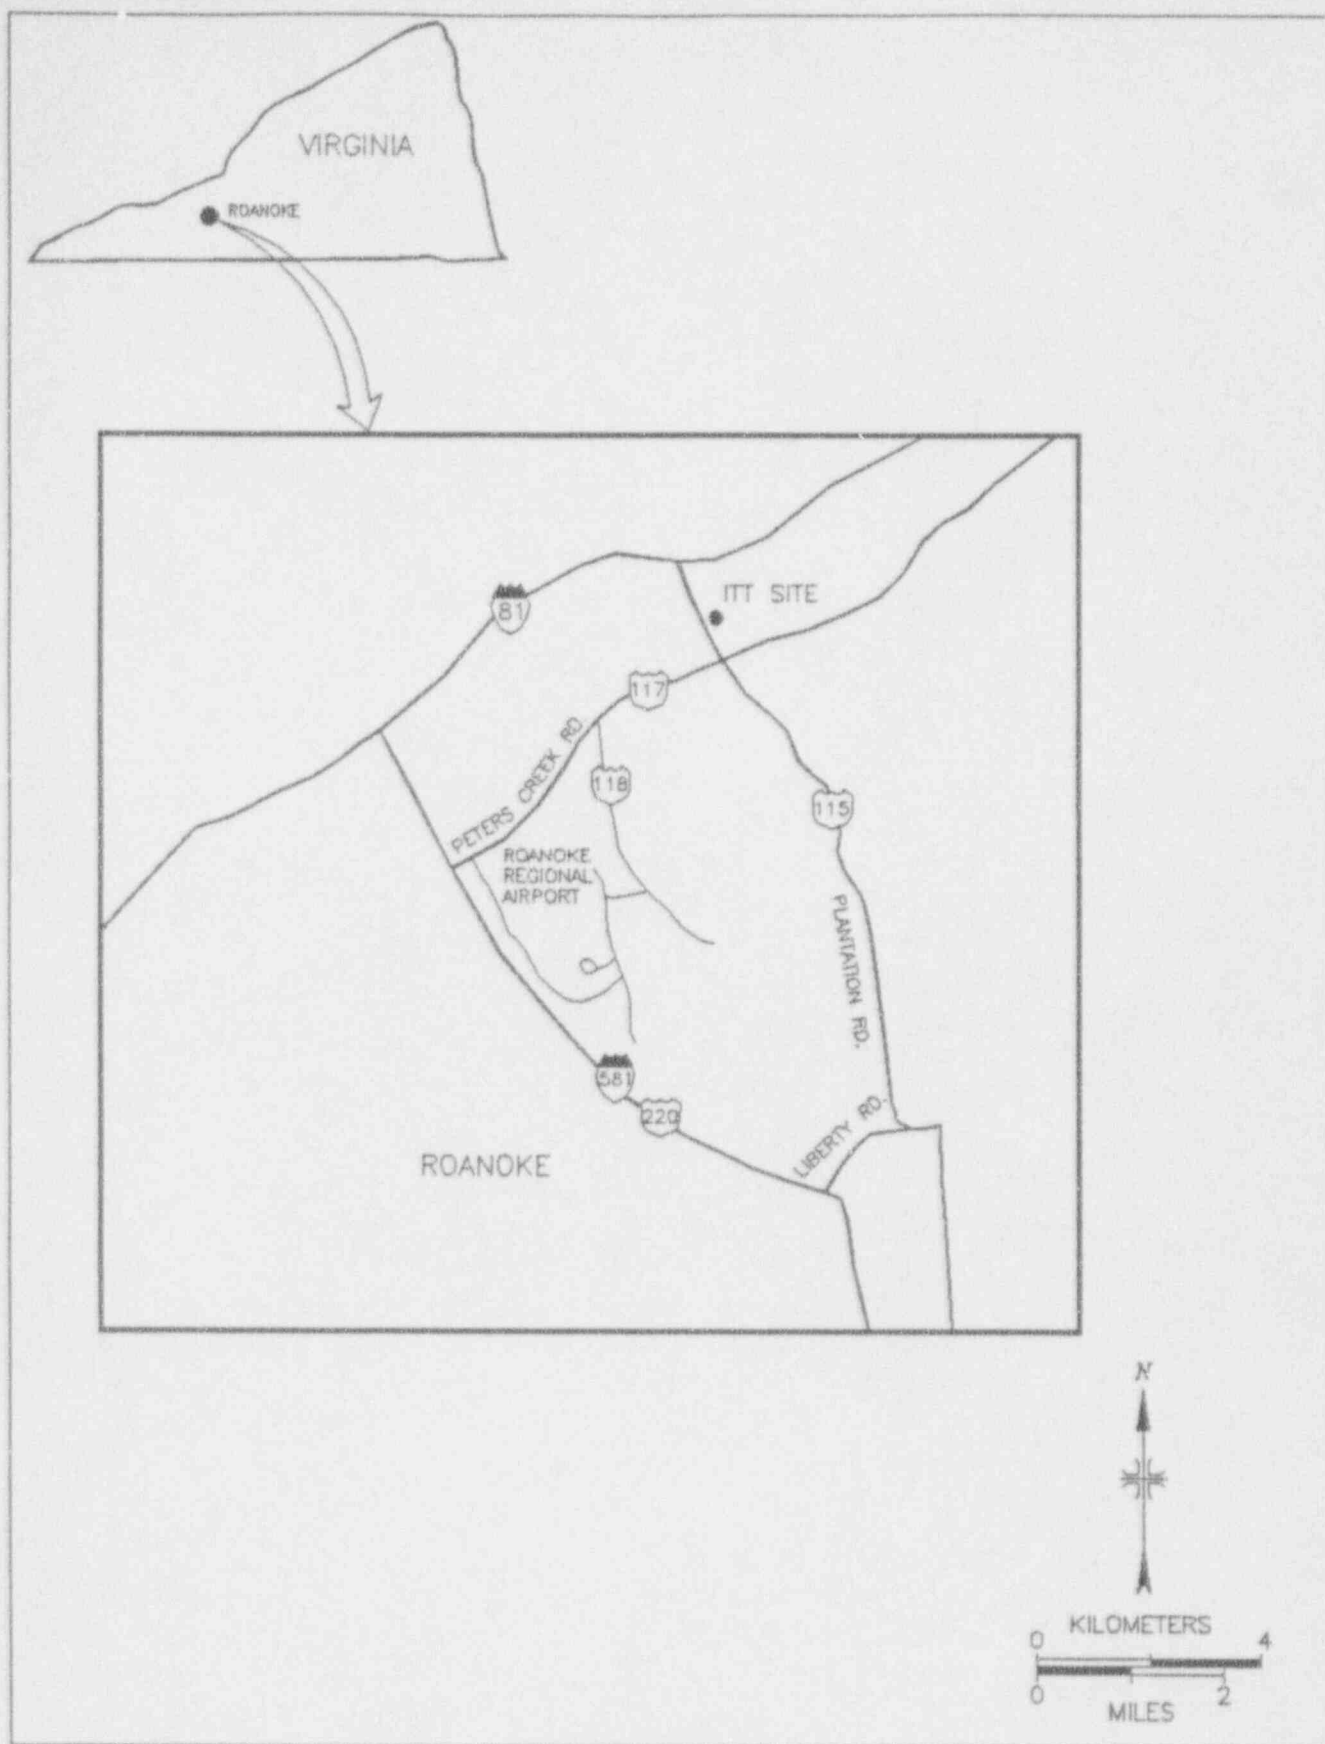 VIRGINIA
ROANOKE
ITT SITE
81
117
PETERS CREEK RD
118
115
ROANOKE
REGIONAL
AIRPORT
PLANTATION RD.
581
220
LIBERTY RD.
ROANOKE
N
KILOMETERS
0 4
0 2
MILES